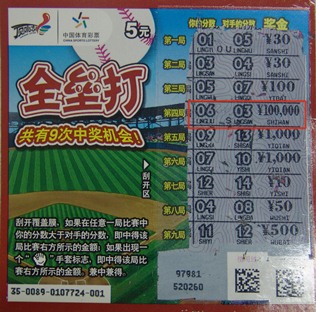 中国体育彩票
5元
全垒打
共有9次中奖机会！
刮开区
刮开覆盖膜，如果在任意一局比赛中
你的分数大对手的分数，即中得该
局比赛右方所示的金额；如果出现一
个“ ”手套标志，即中得该局比
赛右方所示的金额，兼中兼得。
35-0089-0107724-001
你的分数 对手的分数 奖金
第一局 01 05 ¥30
第二局 03 ¥30
第三局 05 07 ¥100
第四局 06 03 ¥100,000
第五局 09 13 ¥1,000
第六局 07 10 ¥1,000
第七局 12 14 ¥10
第八局 04 08 ¥50
第九局 11 12 ¥500
97981
520260